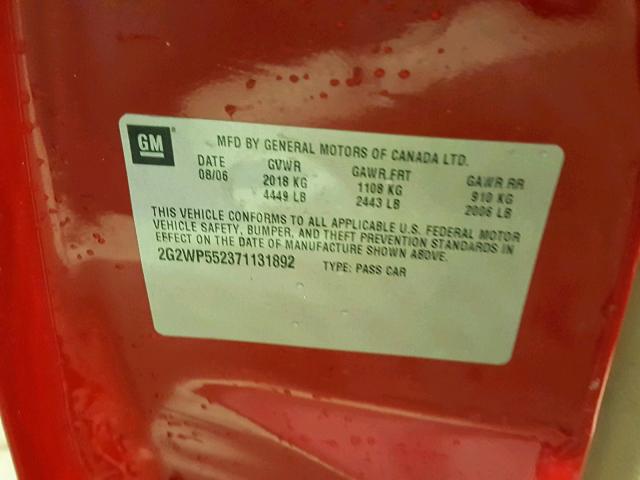 GM
MFD BY GENERAL MOTORS OF CANADA LTD.
DATE GVWR GAWR FRT GAWR RR
08/06 2018 KG 1108 KG 910 KG
4449 LB 2443 LB 2006 LB
THIS VEHICLE CONFORMS TO ALL APPLICABLE U.S. FEDERAL MOTOR
VEHICLE SAFETY, BUMPER, AND THEFT PREVENTION STANDARDS IN
EFFECT ON THE DATE OF MANUFACTURE SHOWN ABOVE.
2G2WP552371131892 TYPE: PASS CAR